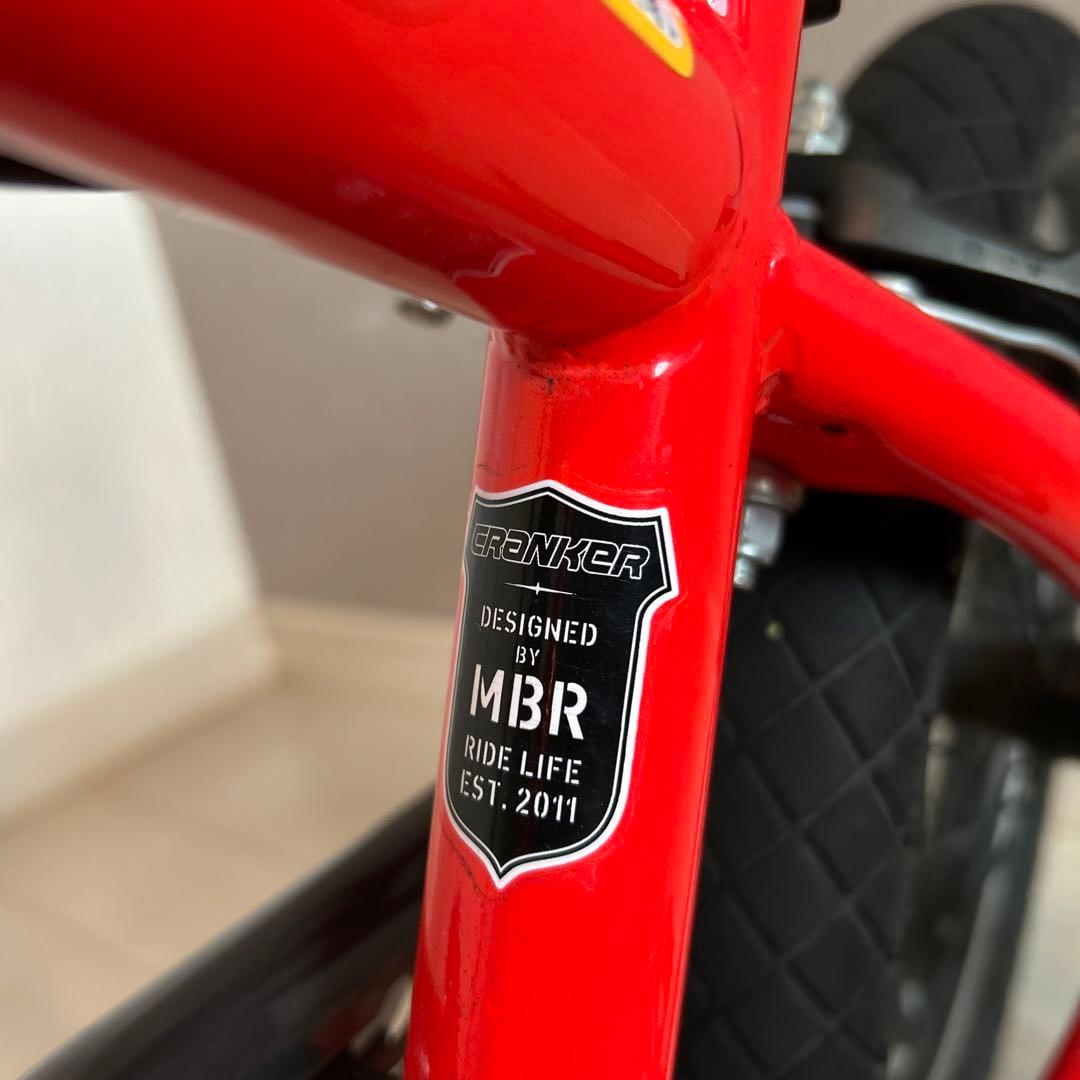 CRANKER
DESIGNED
BY
MBR
RIDE LIFE
EST. 2011